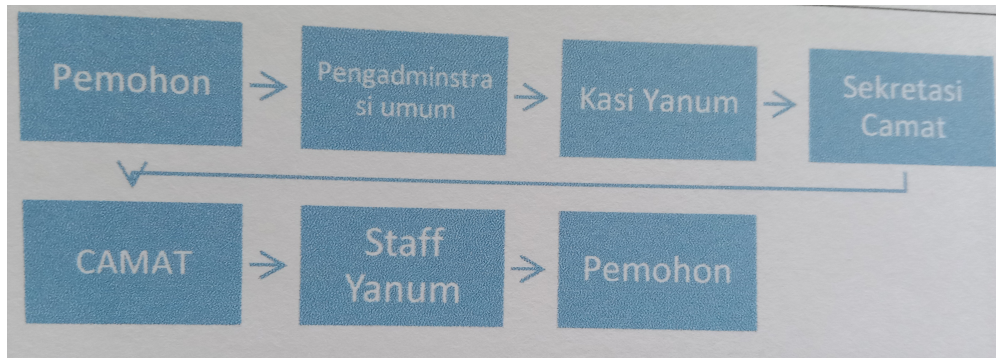 Pemohon
Pengadminstra
si umum
Kasi Yanum
Sekretasi
Camat
CAMAT
Staff
Yanum
Pemohon